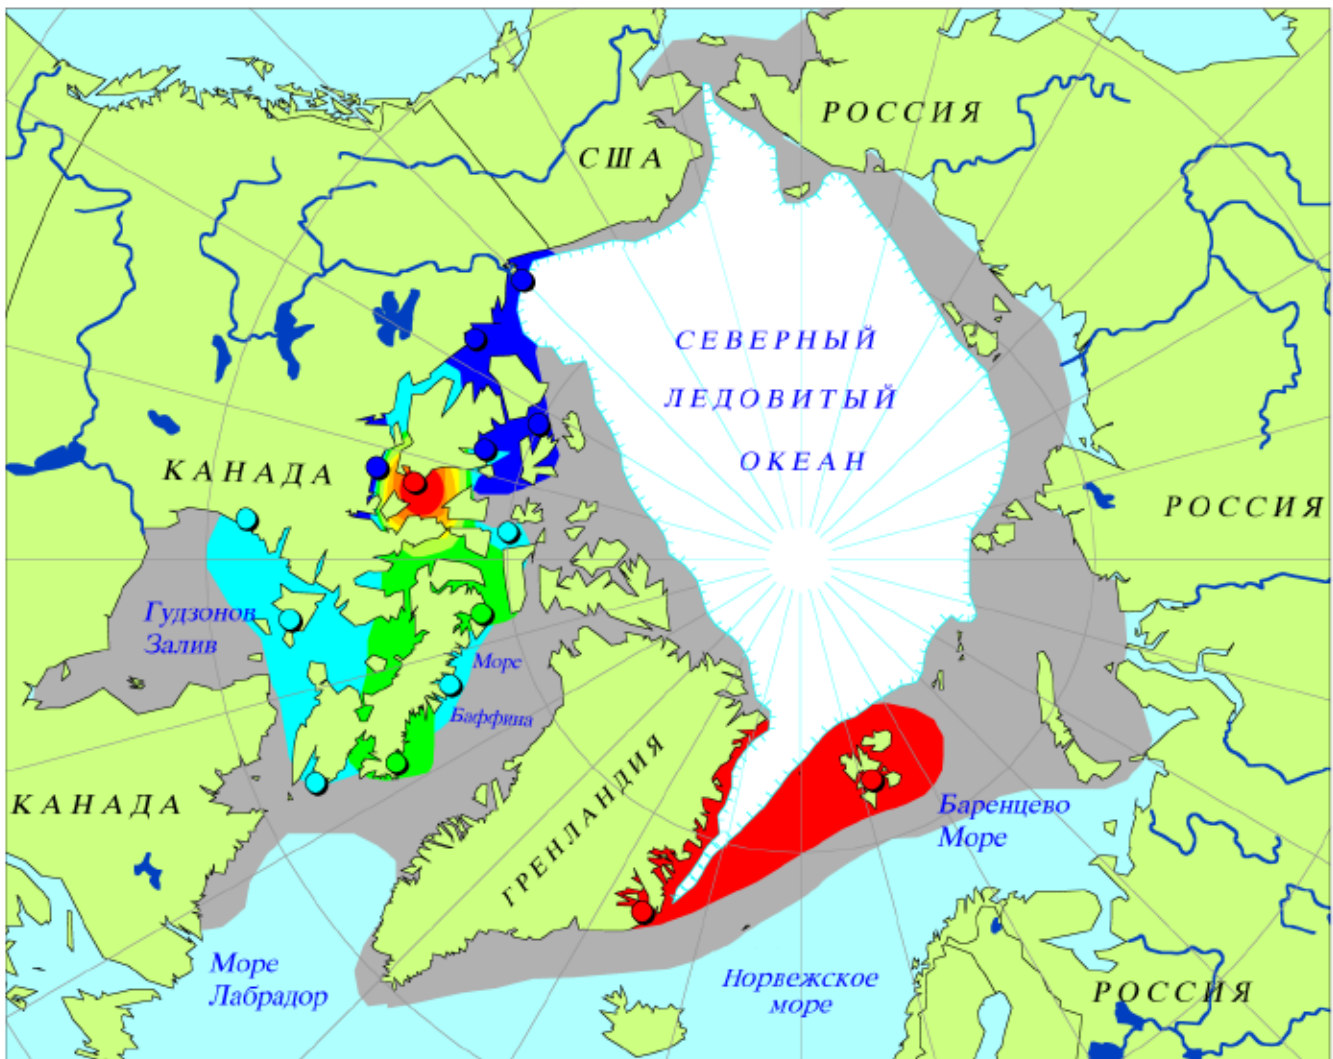 РОССИЯ
США
СЕВЕРНЫЙ
ЛЕДОВИТЫЙ
ОКЕАН
КАНАДА
РОССИЯ
Гудзонов
Залив
Море
Баффина
ГРЕНЛАНДИЯ
КАНАДА
Баренцево
Море
Море
Лабрадор
Норвежское
море
РОССИЯ